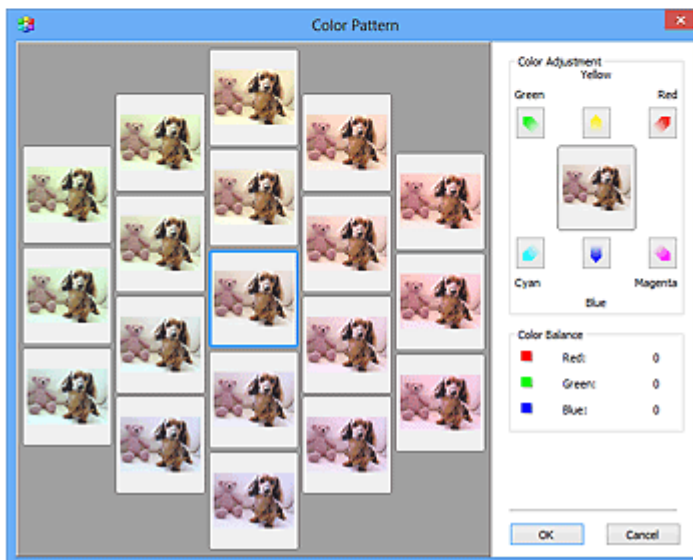 Color Pattern
Color Adjustment
Yellow
Green Red
Cyan Magenta
Blue
Color Balance
Red: 0
Green: 0
Blue: 0
OK Cancel